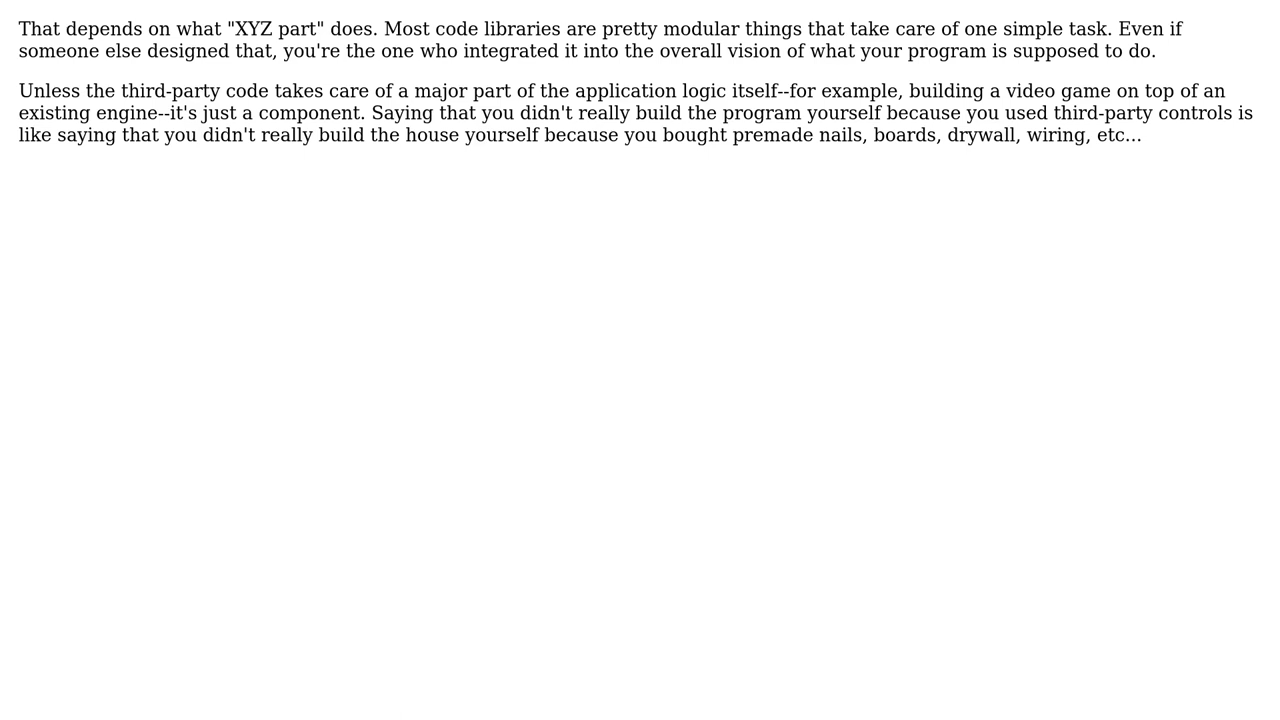 That depends on what "XYZ part" does. Most code libraries are pretty modular things that take care of one simple task. Even if
someone else designed that, you're the one who integrated it into the overall vision of what your program is supposed to do.
Unless the third-party code takes care of a major part of the application logic itself--for example, building a video game on top of an
existing engine--it's just a component. Saying that you didn't really build the program yourself because you used third-party controls is
like saying that you didn't really build the house yourself because you bought premade nails, boards, drywall, wiring, etc...